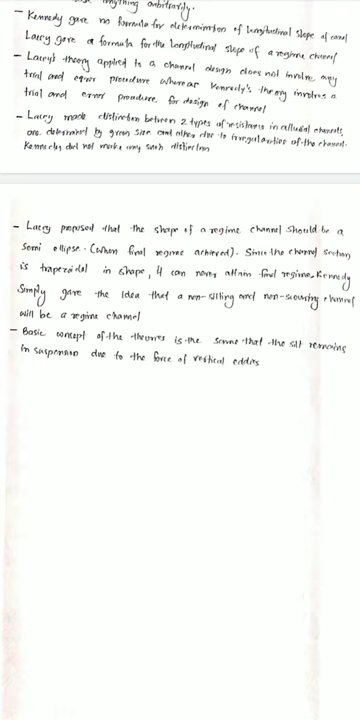 anything arbitrarily.
- Kennedy gave no formula for determination of longitudinal slope of canal
Lacey gave a formula for the longitudinal slope of a regime channel
- Lacey's theory applied to a channel design does not involve any
trial and error procedure whereas Kennedy's theory involves a
trial and error procedure for design of channel
- Lacey made distinction between 2 types of resistance in alluvial channels,
one determined by grain size and other due to irregularities of the channel.
Kennedy did not make any such distinction
- Lacey proposed that the shape of a regime channel should be a
semi ellipse. (When final regime achieved). Since the channel section
is trapezoidal in shape, it can never attain final regime. Kennedy
Simply gave the idea that a non-silting and non-scouring channel
will be a regime channel
- Basic concept of the theories is the same that the silt remains
in suspension due to the force of vertical eddies